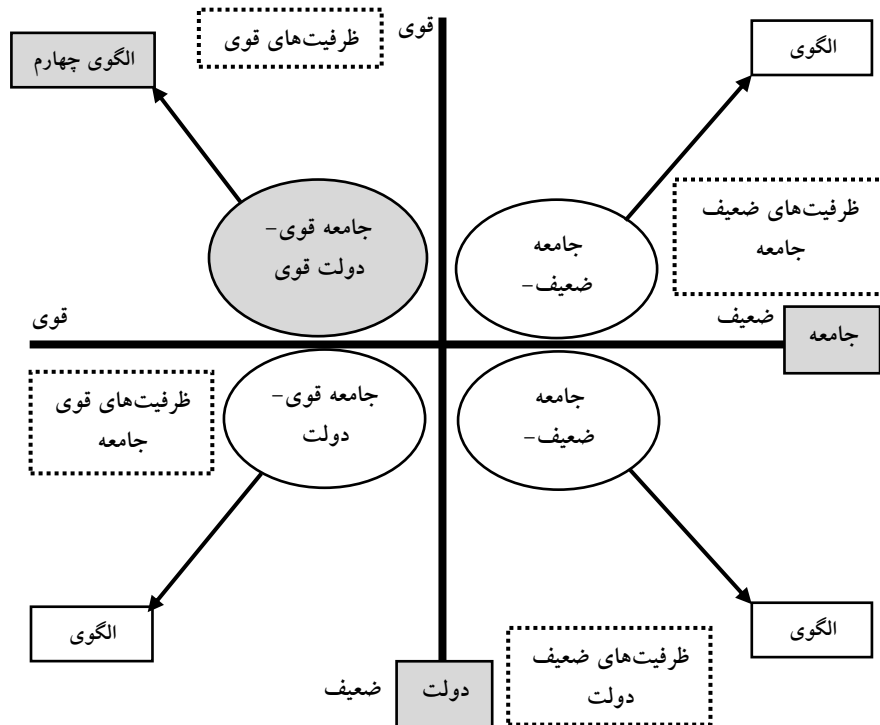 قوی
ظرفیت‌های قوی
الگوی
الگوی چهارم
ظرفیت‌های ضعیف
جامعه
جامعه
ضعیف-
جامعه قوی-
دولت قوی
ضعیف
قوی
جامعه
ظرفیت‌های قوی
جامعه
جامعه
ضعیف-
جامعه قوی-
دولت
الگوی
الگوی
ظرفیت‌های ضعیف
دولت
دولت
ضعیف